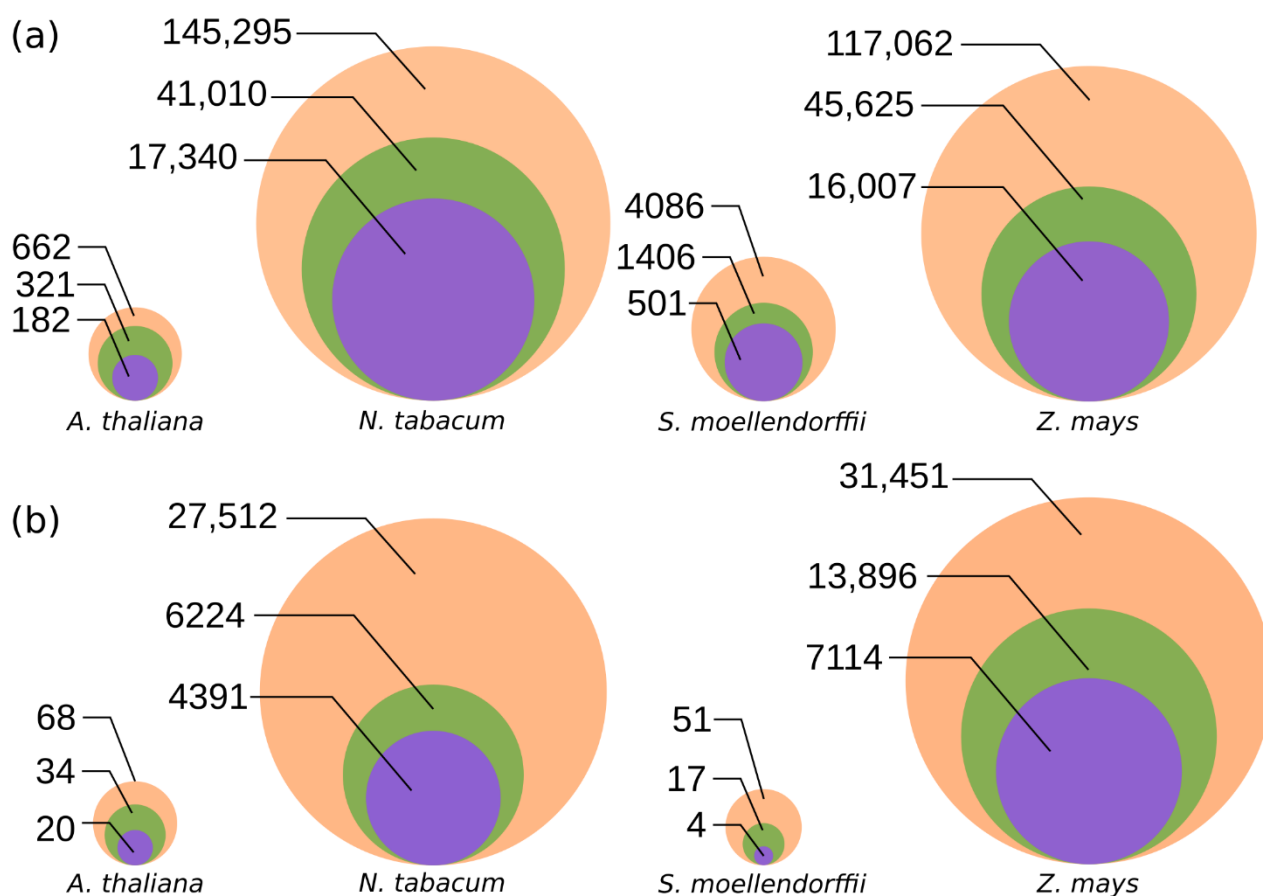 (a)
145,295
41,010
17,340
662
321
182
4086
1406
501
117,062
45,625
16,007
A. thaliana
N. tabacum
S. moellendorffii
Z. mays
(b)
27,512
6224
4391
68
34
20
51
17
4
31,451
13,896
7114
A. thaliana
N. tabacum
S. moellendorffii
Z. mays